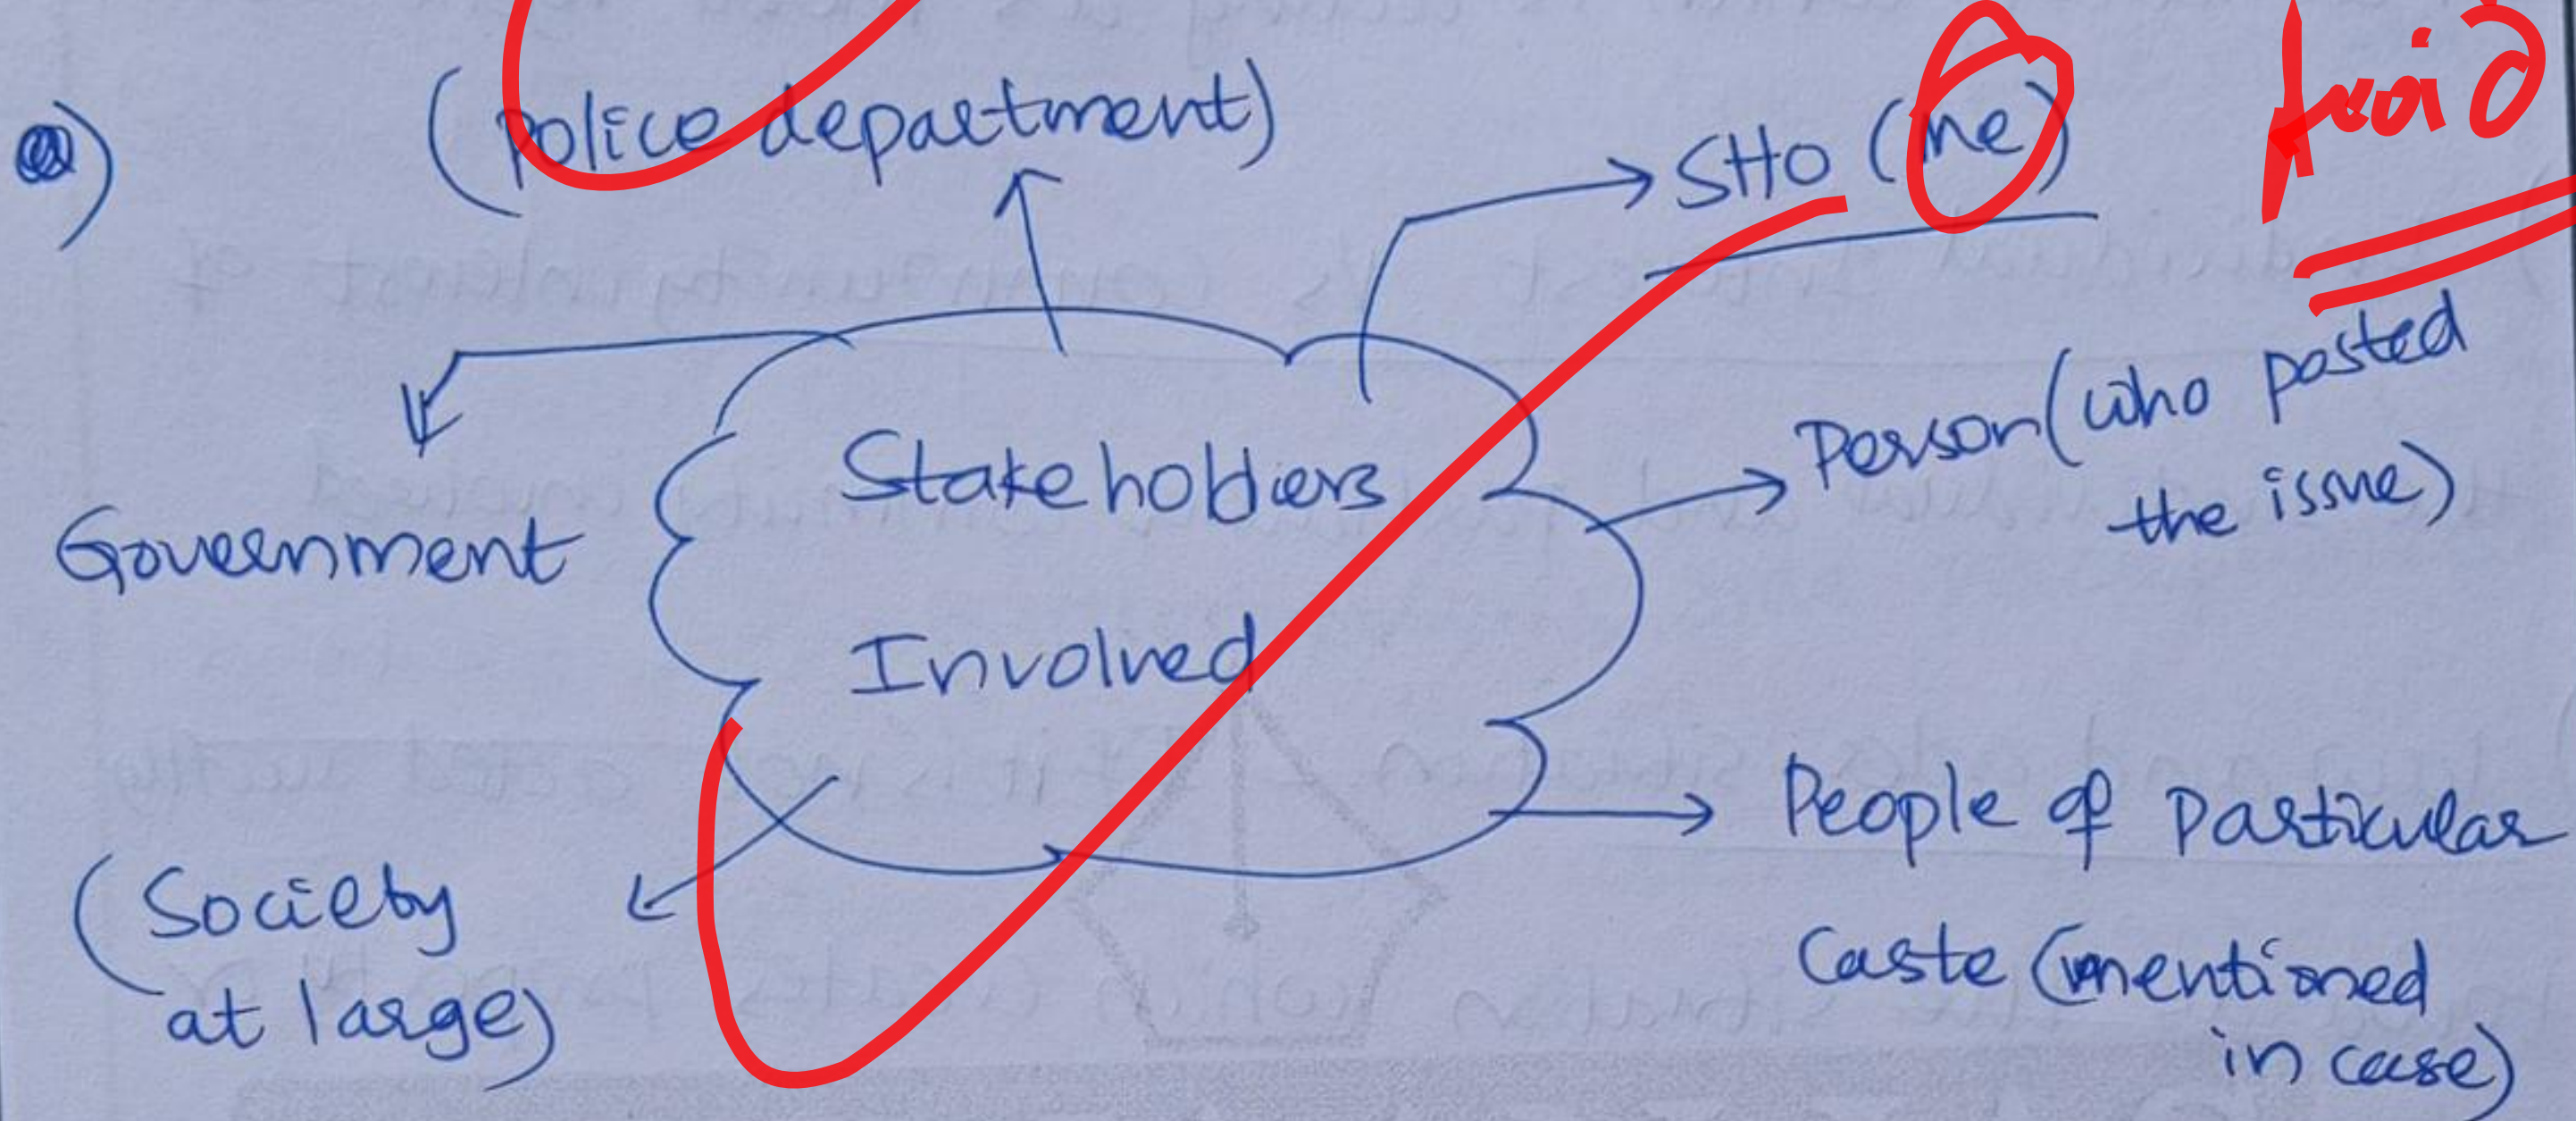 a)
(police department)
SHO (me)
Avoid
Government
Stakeholders
Involved
Person (who posted
the issue)
(Society
at large)
People of particular
Caste (mentioned
in case)